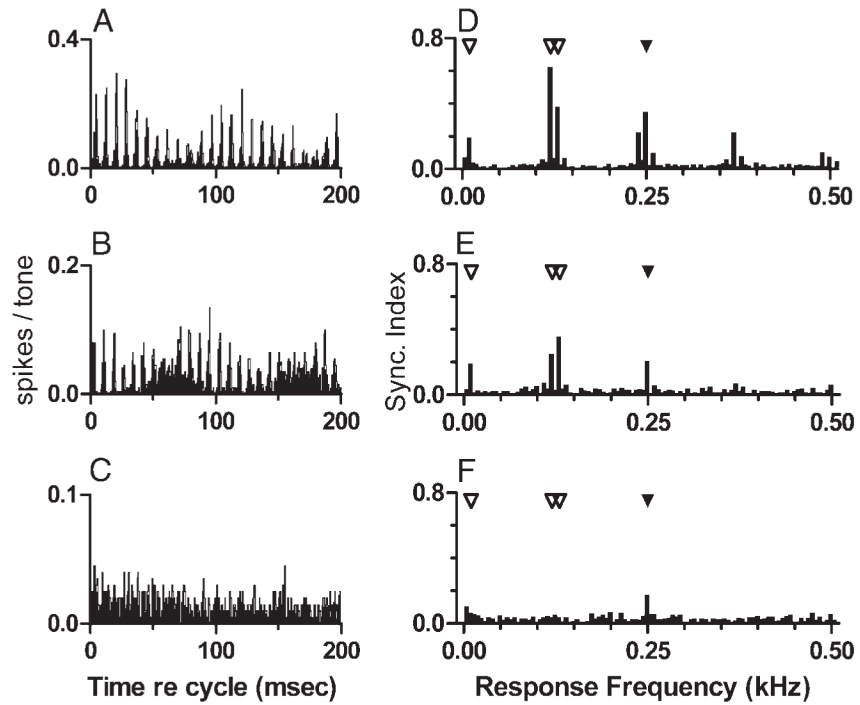 A
0.4
0.0
0 100 200
B
0.2
0.0
0 100 200
C
0.1
0.0
0 100 200
spikes / tone
Time re cycle (msec)
D
0.8
0.0
0.00 0.25 0.50
E
0.8
0.0
0.00 0.25 0.50
F
0.8
0.0
0.00 0.25 0.50
Sync. Index
Response Frequency (kHz)